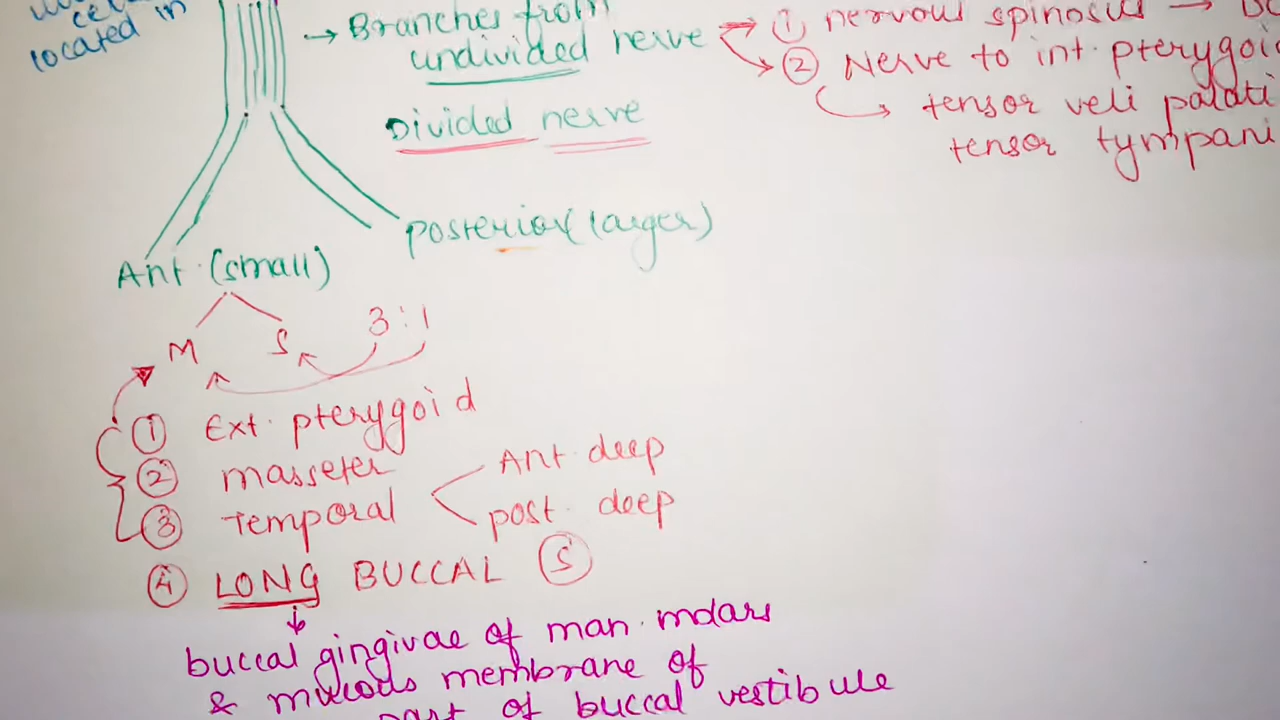 located in
→ Branches from
undivided nerve
① nervous spinosus →
② Nerve to int. pterygoid
→ tensor veli palati
tensor tympani
Divided nerve
Posterior (larger)
Ant. (small)
M S 3:1
① Ext. pterygoid
② masseter
③ Temporal
Ant. deep
post. deep
④ LONG BUCCAL Ⓢ
buccal gingivae of man. molars
& mucous membrane of
part of buccal vestibule